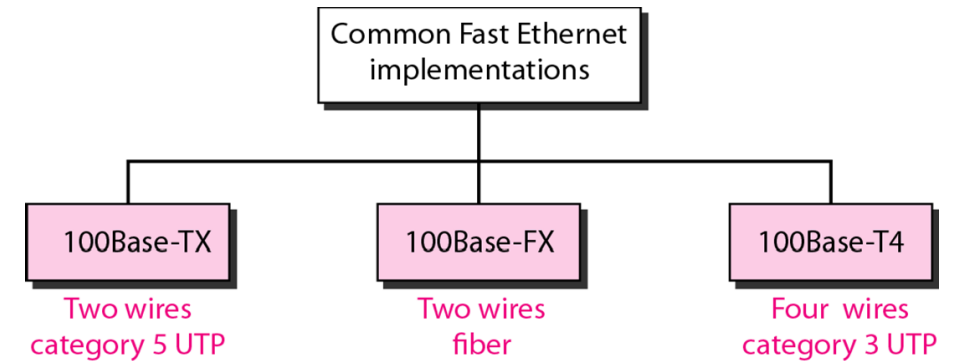 Common Fast Ethernet
implementations
100Base-TX
100Base-FX
100Base-T4
Two wires
category 5 UTP
Two wires
fiber
Four wires
category 3 UTP